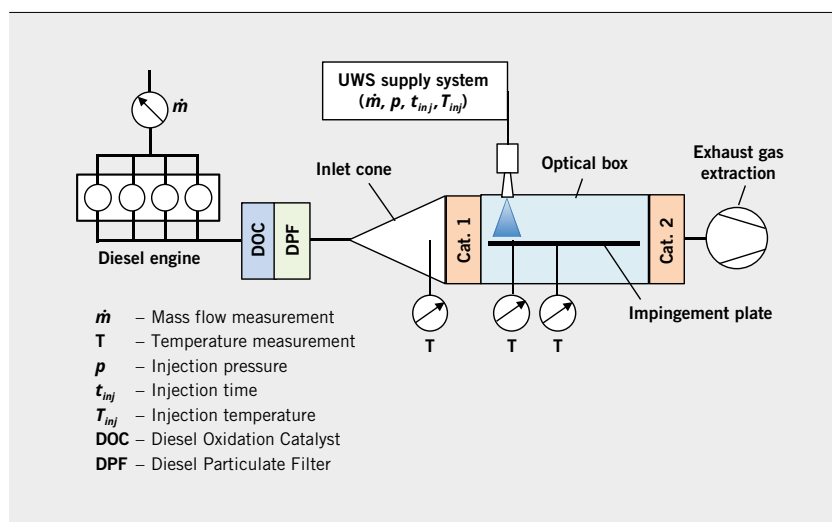 UWS supply system
(ṁ, p, t_inj, T_inj)
ṁ
Inlet cone
Optical box
Exhaust gas
extraction
Diesel engine
DOC
DPF
Cat. 1
Cat. 2
Impingement plate
T
T
T
ṁ – Mass flow measurement
T – Temperature measurement
p – Injection pressure
t_inj – Injection time
T_inj – Injection temperature
DOC – Diesel Oxidation Catalyst
DPF – Diesel Particulate Filter